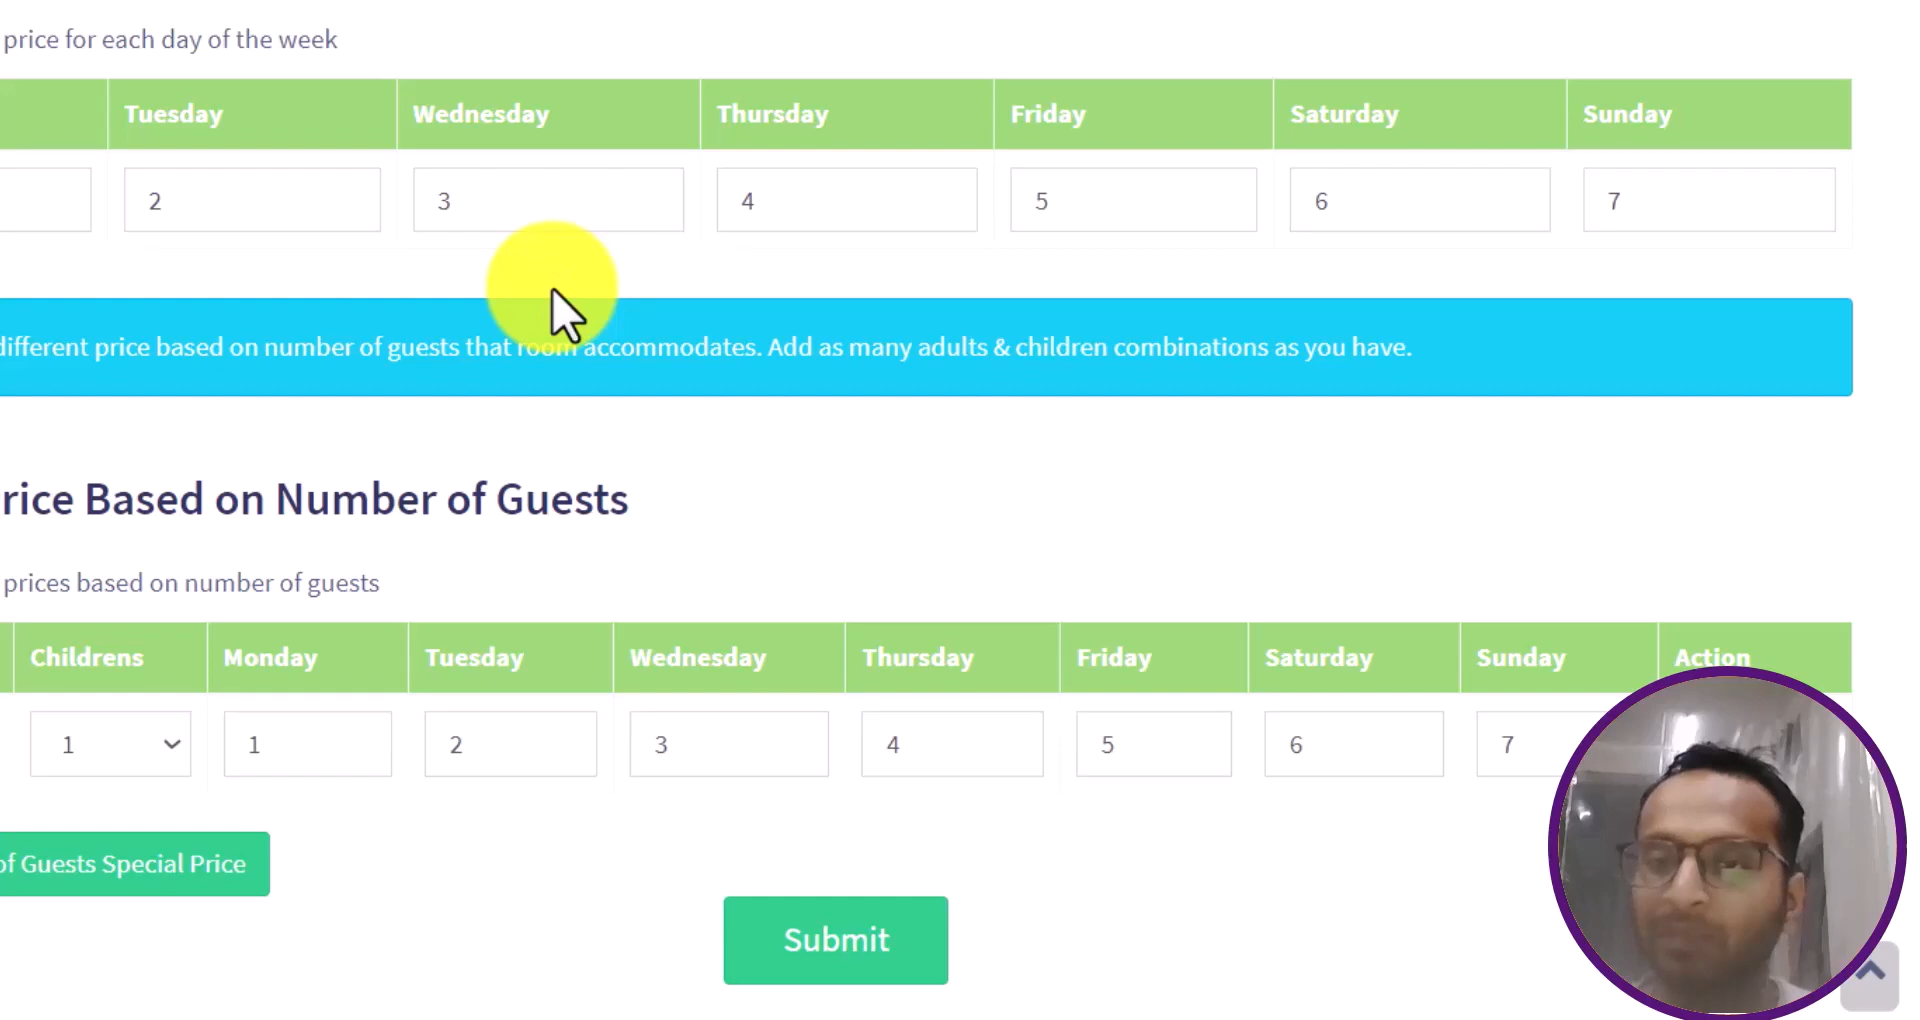 price for each day of the week
Tuesday Wednesday Thursday Friday Saturday Sunday
2 3 4 5 6 7
different price based on number of guests that room accommodates. Add as many adults & children combinations as you have.
rice Based on Number of Guests
prices based on number of guests
Childrens Monday Tuesday Wednesday Thursday Friday Saturday Sunday Action
1 1 2 3 4 5 6 7
of Guests Special Price
Submit